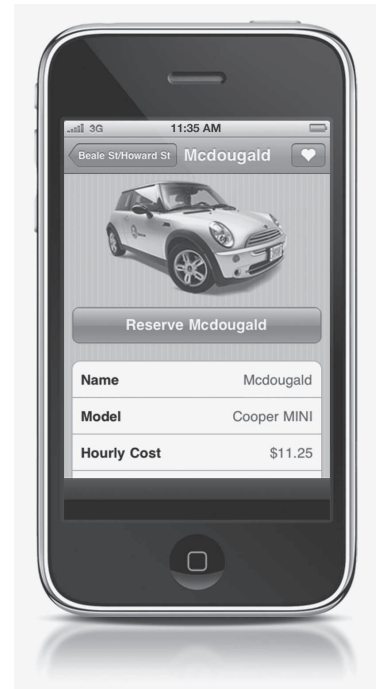 3G 11:35 AM
Beale St/Howard St Mcdougald
Reserve Mcdougald
Name Mcdougald
Model Cooper MINI
Hourly Cost $11.25